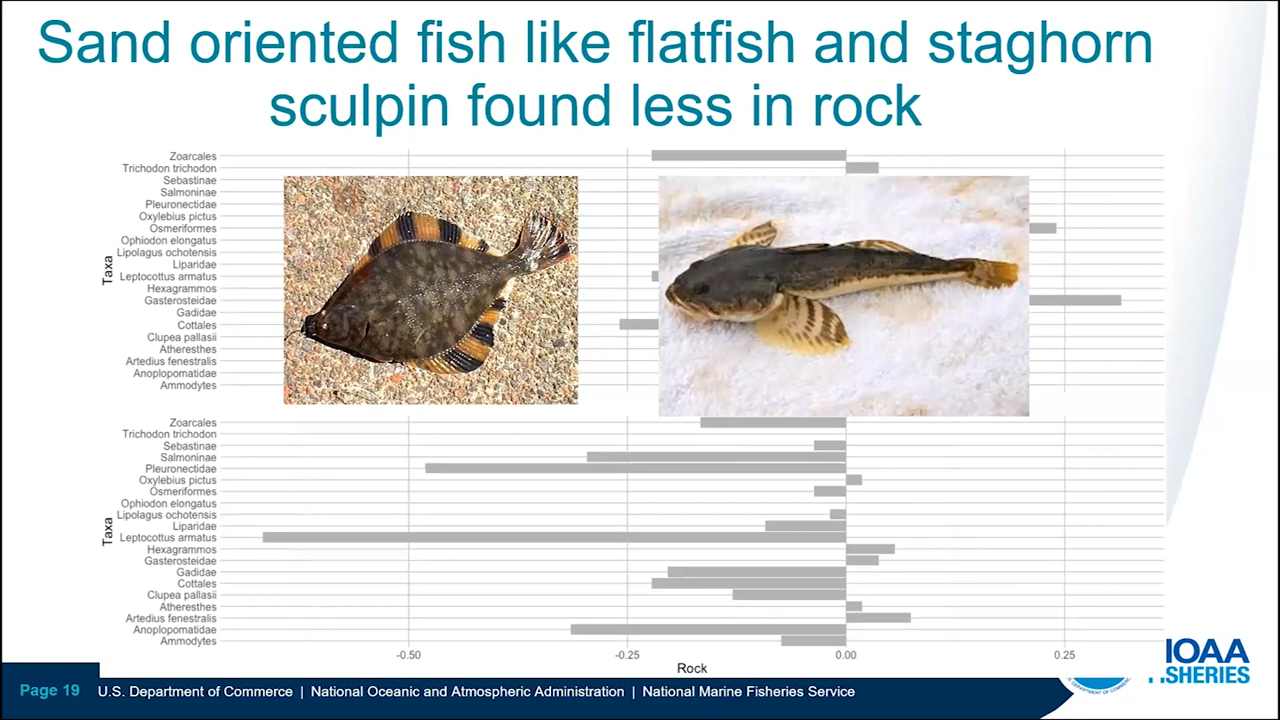 Sand oriented fish like flatfish and staghorn
sculpin found less in rock
Taxa
Zoarcales
Trichodon trichodon
Sebastinae
Salmoninae
Pleuronectidae
Oxylebius pictus
Osmeriformes
Ophiodon elongatus
Lipolagus ochotensis
Liparidae
Leptocottus armatus
Hexagrammos
Gasterosteidae
Gadidae
Cottales
Clupea pallasii
Atheresthes
Artedius fenestralis
Anoplopomatidae
Ammodytes
Taxa
Zoarcales
Trichodon trichodon
Sebastinae
Salmoninae
Pleuronectidae
Oxylebius pictus
Osmeriformes
Ophiodon elongatus
Lipolagus ochotensis
Liparidae
Leptocottus armatus
Hexagrammos
Gasterosteidae
Gadidae
Cottales
Clupea pallasii
Atheresthes
Artedius fenestralis
Anoplopomatidae
Ammodytes
-0.50 -0.25 0.00 0.25
Rock
IOAA
SHERIES
Page 19 U.S. Department of Commerce | National Oceanic and Atmospheric Administration | National Marine Fisheries Service